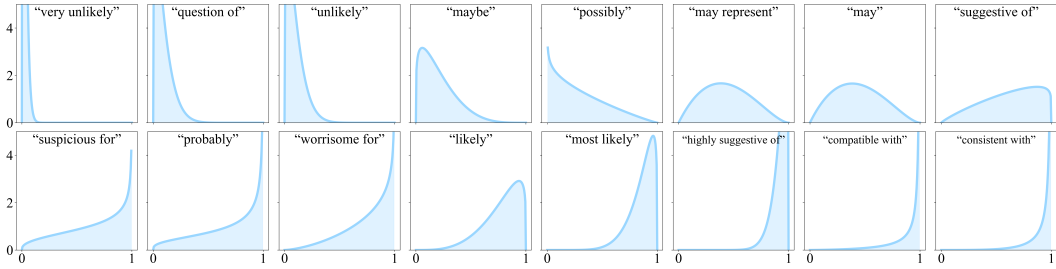 “very unlikely” “question of” “unlikely” “maybe” “possibly” “may represent” “may” “suggestive of”
4
2
0
“suspicious for” “probably” “worrisome for” “likely” “most likely” “highly suggestive of” “compatible with” “consistent with”
4
2
0
0 1 0 1 0 1 0 1 0 1 0 1 0 1 0 1